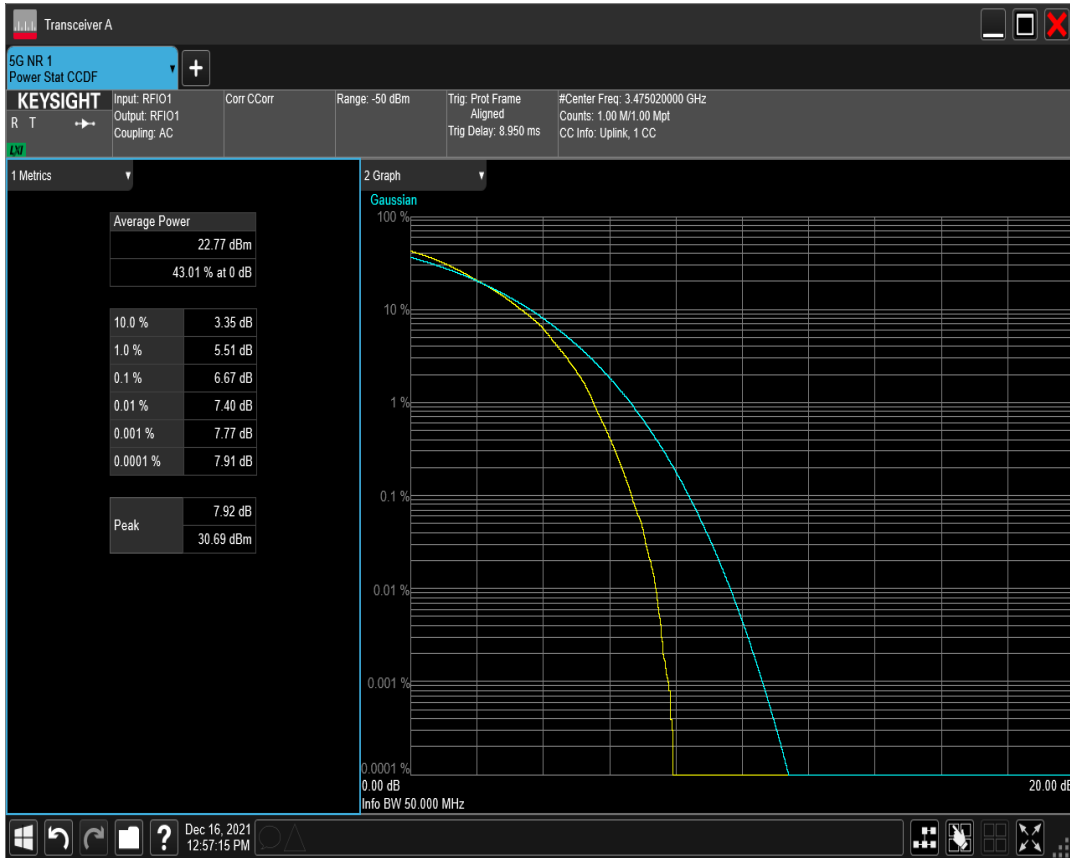 Transceiver A
5G NR 1
Power Stat CCDF
+
KEYSIGHT
R T
LXI
Input: RFIO1
Output: RFIO1
Coupling: AC
Corr CCorr
Range: -50 dBm
Trig: Prot Frame
Aligned
Trig Delay: 8.950 ms
#Center Freq: 3.475020000 GHz
Counts: 1.00 M/1.00 Mpt
CC Info: Uplink, 1 CC
1 Metrics
Average Power
22.77 dBm
43.01 % at 0 dB
10.0 % 3.35 dB
1.0 % 5.51 dB
0.1 % 6.67 dB
0.01 % 7.40 dB
0.001 % 7.77 dB
0.0001 % 7.91 dB
Peak
7.92 dB
30.69 dBm
2 Graph
Gaussian
100 %
10 %
1 %
0.1 %
0.01 %
0.001 %
0.0001 %
0.00 dB 20.00 dB
Info BW 50.000 MHz
?
Dec 16, 2021
12:57:15 PM